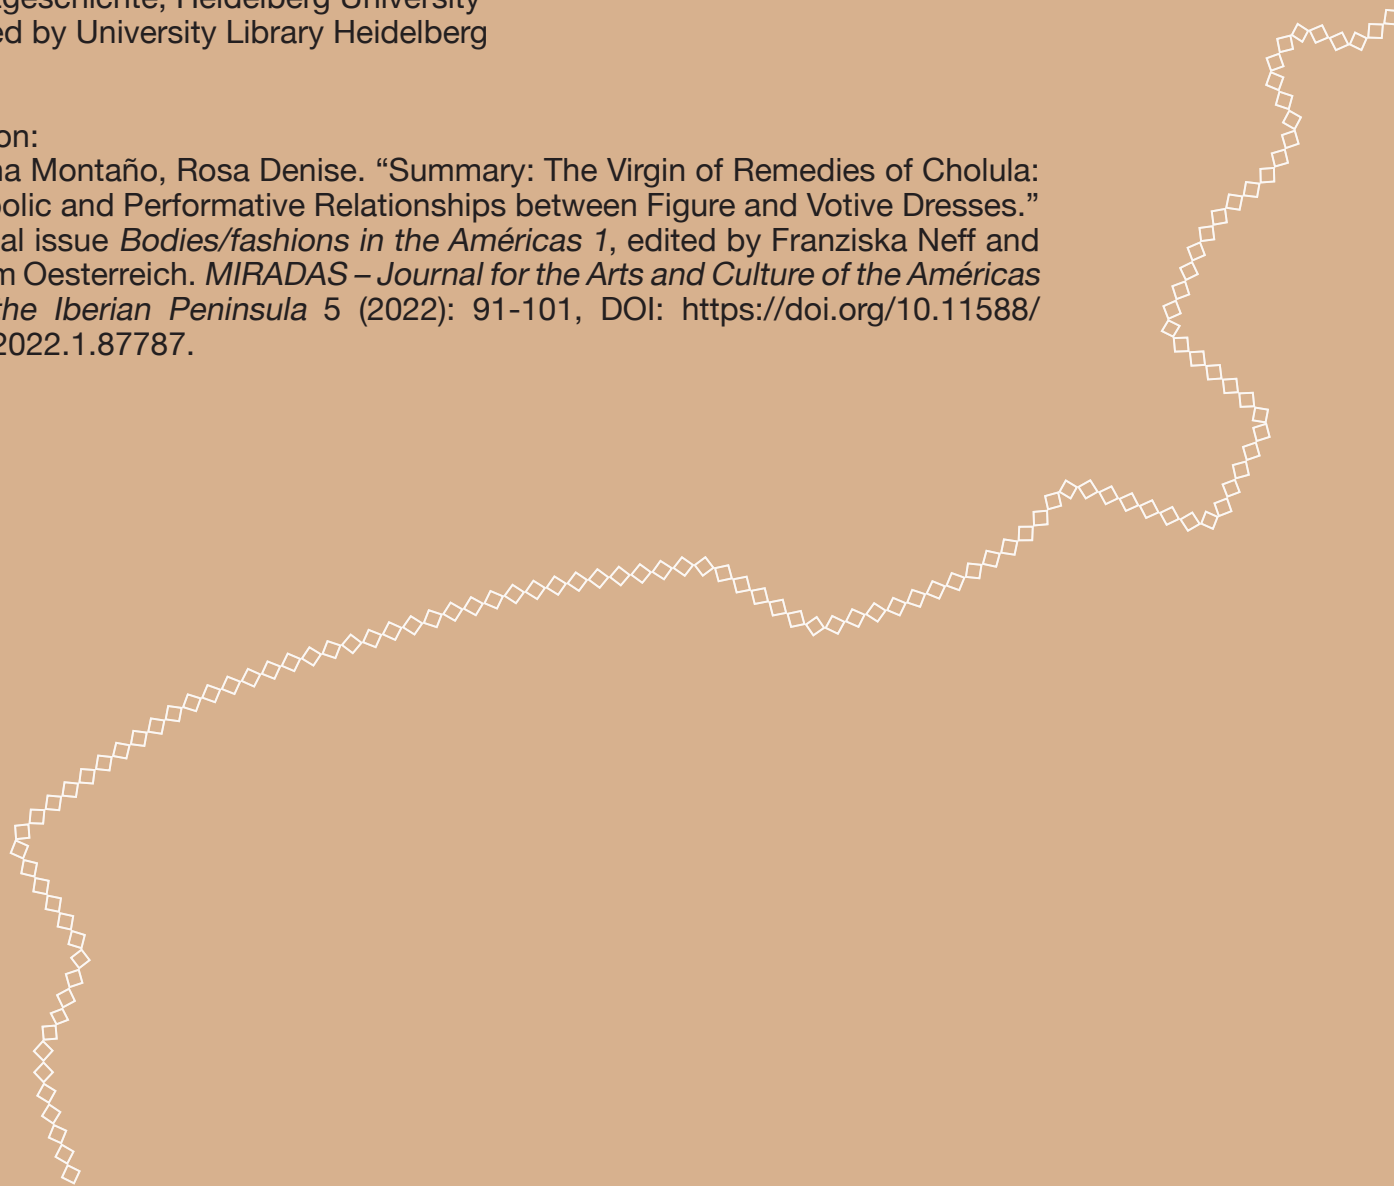 tgeschichte, Heidelberg University
ed by University Library Heidelberg
on:
na Montaño, Rosa Denise. “Summary: The Virgin of Remedies of Cholula:
bolic and Performative Relationships between Figure and Votive Dresses.”
al issue Bodies/fashions in the Américas 1, edited by Franziska Neff and
m Oesterreich. MIRADAS – Journal for the Arts and Culture of the Américas
the Iberian Peninsula 5 (2022): 91-101, DOI: https://doi.org/10.11588/
2022.1.87787.